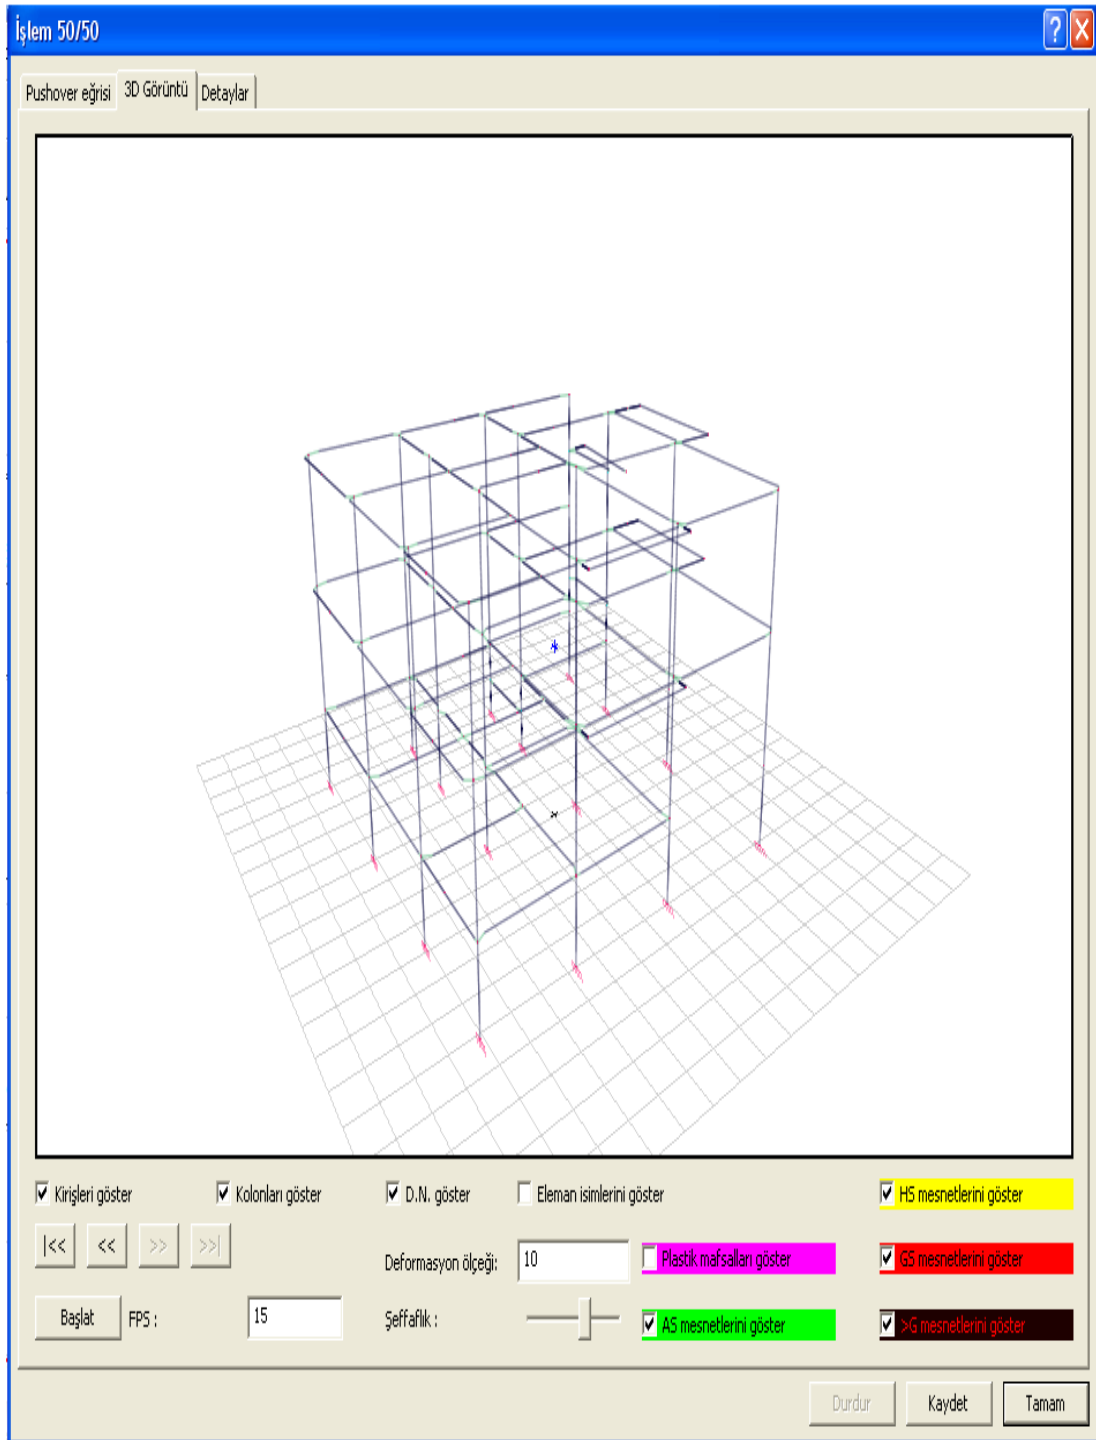 İşlem 50/50
Pushover eğrisi 3D Görüntü Detaylar
Kirişleri göster Kolonları göster D.N. göster Eleman isimlerini göster HS mesnetlerini göster
|<< << >> >>| Deformasyon ölçeği: 10 Plastik mafsalları göster GS mesnetlerini göster
Başlat FPS : 15 Şeffaflık : AS mesnetlerini göster >G mesnetlerini göster
Durdur Kaydet Tamam